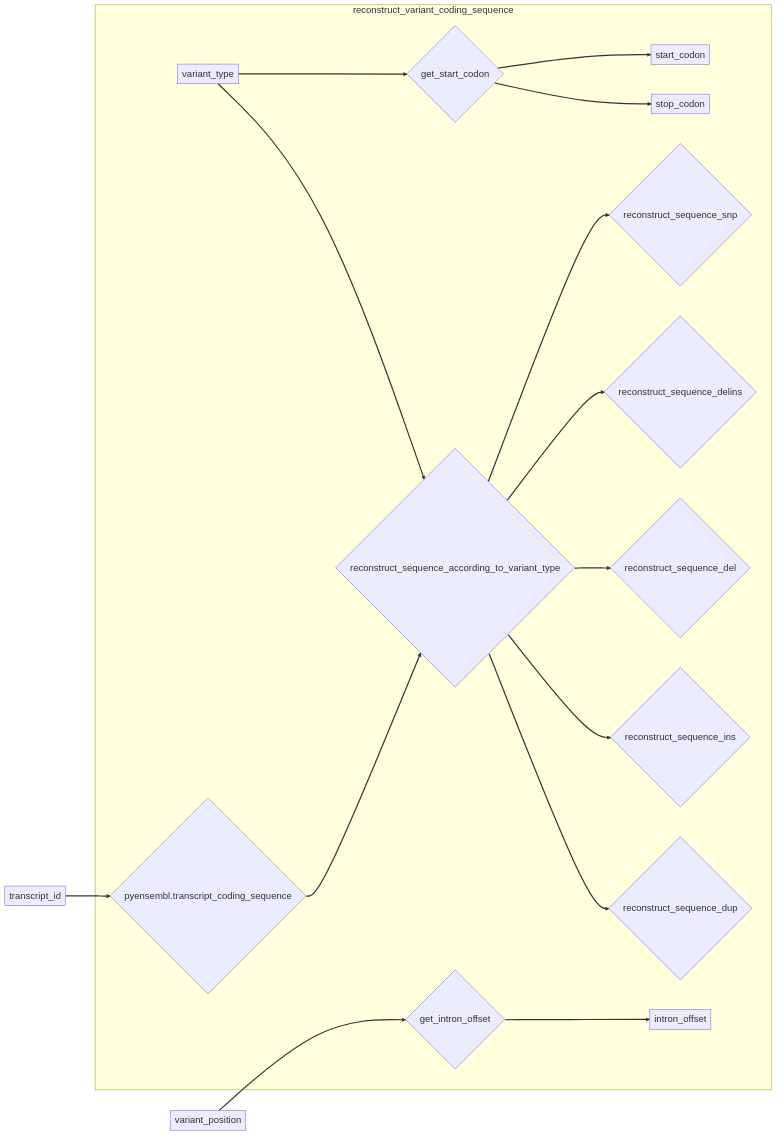 reconstruct_variant_coding_sequence
variant_type
get_start_codon
start_codon
stop_codon
reconstruct_sequence_snp
reconstruct_sequence_delins
reconstruct_sequence_according_to_variant_type
reconstruct_sequence_del
reconstruct_sequence_ins
transcript_id
pyensembl.transcript_coding_sequence
reconstruct_sequence_dup
get_intron_offset
intron_offset
variant_position